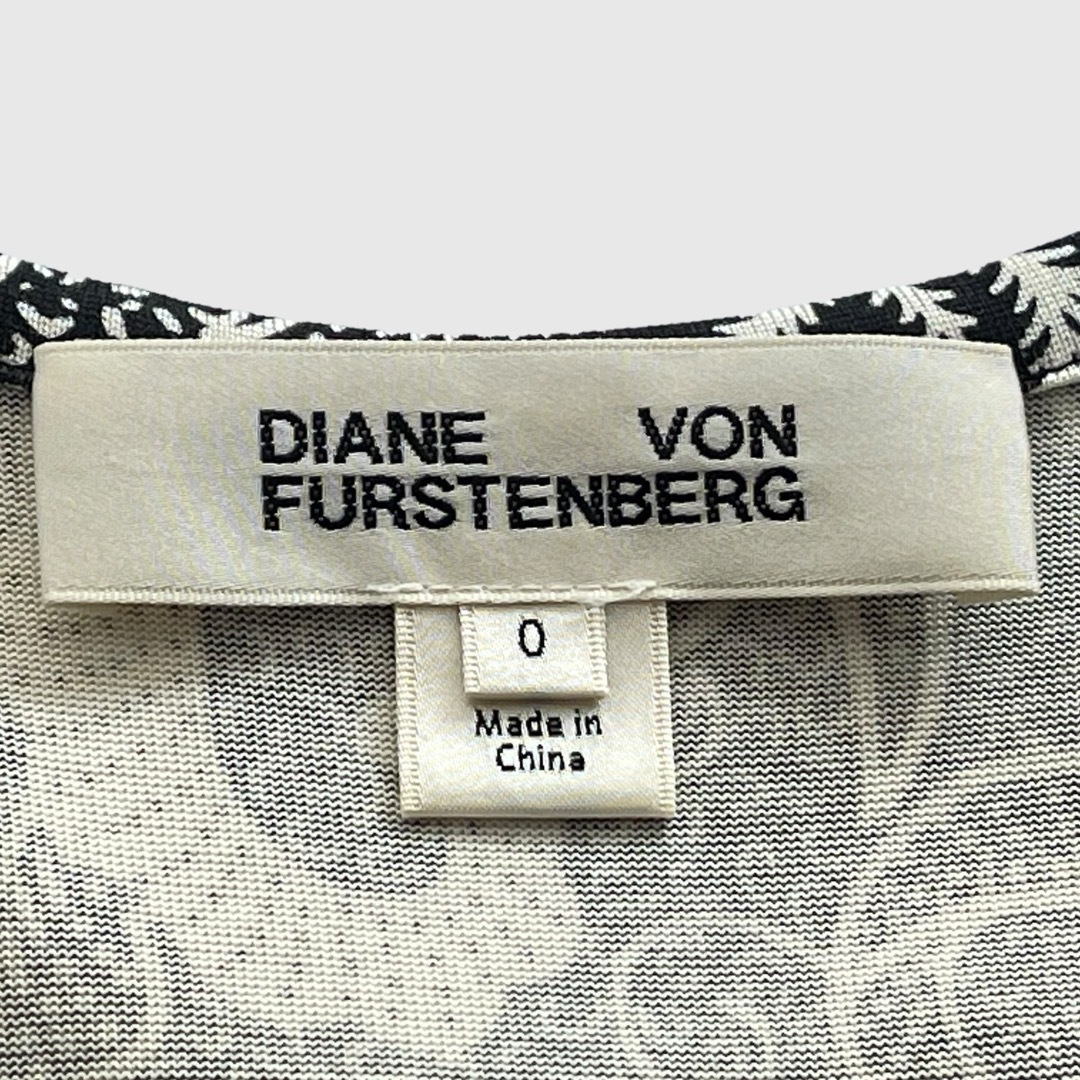 DIANE VON
FURSTENBERG
0
Made in
China